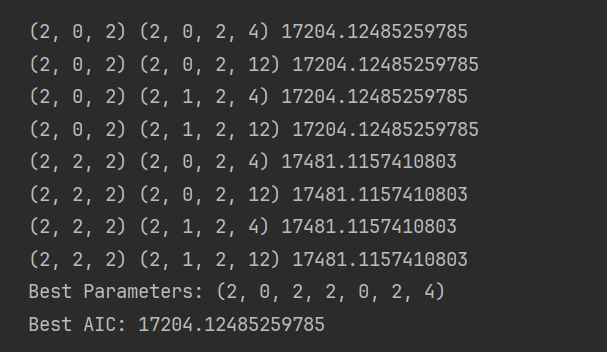 (2, 0, 2) (2, 0, 2, 4) 17204.12485259785
(2, 0, 2) (2, 0, 2, 12) 17204.12485259785
(2, 0, 2) (2, 1, 2, 4) 17204.12485259785
(2, 0, 2) (2, 1, 2, 12) 17204.12485259785
(2, 2, 2) (2, 0, 2, 4) 17481.1157410803
(2, 2, 2) (2, 0, 2, 12) 17481.1157410803
(2, 2, 2) (2, 1, 2, 4) 17481.1157410803
(2, 2, 2) (2, 1, 2, 12) 17481.1157410803
Best Parameters: (2, 0, 2, 2, 0, 2, 4)
Best AIC: 17204.12485259785